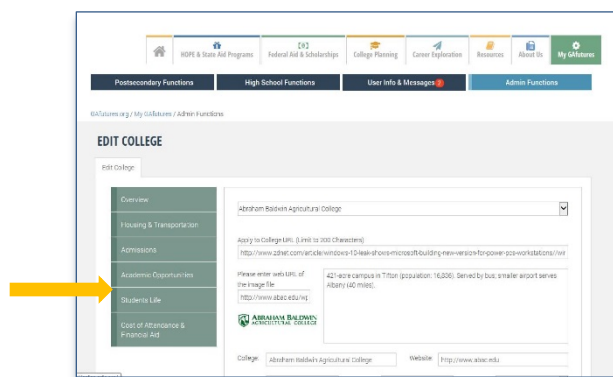 HOPE & State Aid Programs Federal Aid & Scholarships College Planning Career Exploration Resources About Us My GAfutures
Postsecondary Functions High School Functions User Info & Messages Admin Functions
GAfutures.org / My GAfutures / Admin Functions
EDIT COLLEGE
Edit College
Overview
Housing & Transportation
Admissions
Academic Opportunities
Students Life
Cost of Attendance &
Financial Aid
Abraham Baldwin Agricultural College
Apply to College URL (Limit to 200 Characters)
http://www.zdnet.com/article/windows-10-leak-shows-microsoft-building-new-version-for-power-pcs-workstations//
Please enter web URL of
the image file
http://www.abac.edu/
421-acre campus in Tifton (population: 16,836). Served by bus; smaller airport serves
Albany (40 miles).
ABRAHAM BALDWIN
AGRICULTURAL COLLEGE
College: Abraham Baldwin Agricultural College Website: http://www.abac.edu